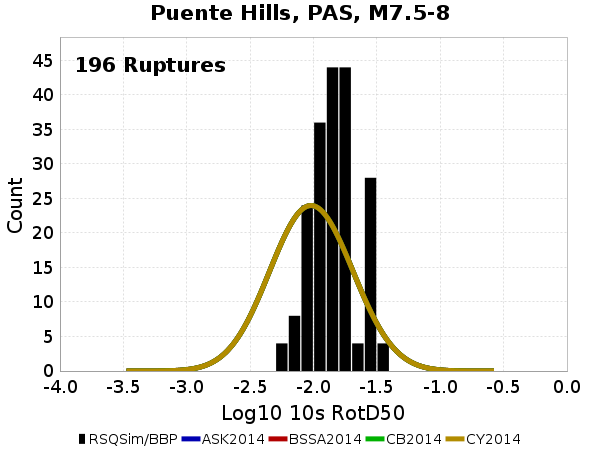 Puente Hills, PAS, M7.5-8
196 Ruptures
Count
45
40
35
30
25
20
15
10
5
0
-4.0 -3.5 -3.0 -2.5 -2.0 -1.5 -1.0 -0.5 0.0
Log10 10s RotD50
RSQSim/BBP ASK2014 BSSA2014 CB2014 CY2014